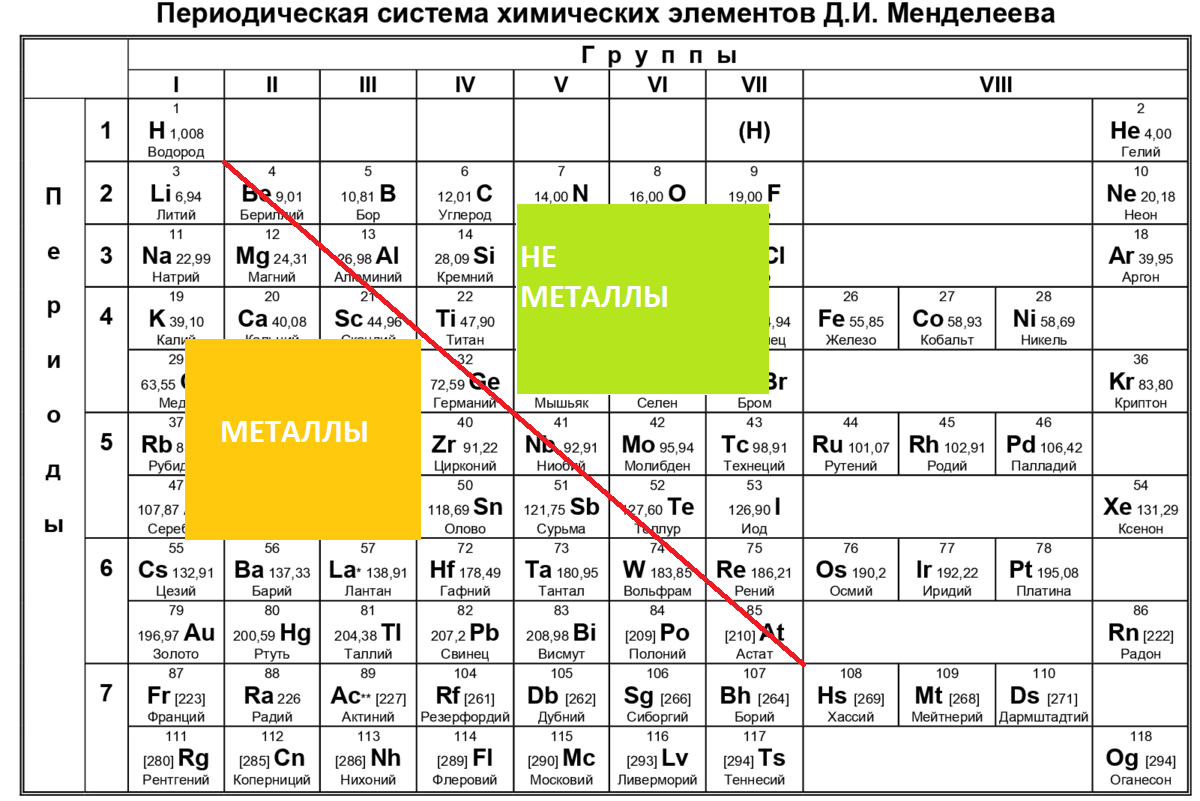 Периодическая система химических элементов Д.И. Менделеева
Группы
I II III IV V VI VII VIII
Периоды
1
1 2
H 1,008 (H) He 4,00
Водород Гелий
2
3 4 5 6 7 8 9 10
Li 6,94 Be 9,01 10,81 B 12,01 C 14,00 N 16,00 O 19,00 F Ne 20,18
Литий Бериллий Бор Углерод Неон
3
11 12 13 14 18
Na 22,99 Mg 24,31 26,98 Al 28,09 Si Cl Ar 39,95
Натрий Магний Алюминий Кремний Аргон
НЕ
МЕТАЛЛЫ
4
19 20 21 22 26 27 28
K 39,10 Ca 40,08 Sc 44,96 Ti 47,90 Fe 55,85 Co 58,93 Ni 58,69
Калий Кальций Скандий Титан Железо Кобальт Никель
29 32 36
63,55 72,59 Ge Br Kr 83,80
Германий Мышьяк Селен Бром Криптон
МЕТАЛЛЫ
5
37 40 41 42 43 44 45 46
Rb Zr 91,22 Nb 92,91 Mo 95,94 Tc 98,91 Ru 101,07 Rh 102,91 Pd 106,42
Цирконий Ниобий Молибден Технеций Рутений Родий Палладий
47 50 51 52 53 54
107,87 118,69 Sn 121,75 Sb 127,60 Te 126,90 I Xe 131,29
Олово Сурьма Теллур Иод Ксенон
6
55 56 57 72 73 74 75 76 77 78
Cs 132,91 Ba 137,33 La* 138,91 Hf 178,49 Ta 180,95 W 183,85 Re 186,21 Os 190,2 Ir 192,22 Pt 195,08
Цезий Барий Лантан Гафний Тантал Вольфрам Рений Осмий Иридий Платина
79 80 81 82 83 84 85 86
196,97 Au 200,59 Hg 204,38 Tl 207,2 Pb 208,98 Bi [209] Po [210] At Rn [222]
Золото Ртуть Таллий Свинец Висмут Полоний Астат Радон
7
87 88 89 104 105 106 107 108 109 110
Fr [223] Ra 226 Ac** [227] Rf [261] Db [262] Sg [266] Bh [264] Hs [269] Mt [268] Ds [271]
Франций Радий Актиний Резерфордий Дубний Сиборгий Борий Хассий Мейтнерий Дармштадтий
111 112 113 114 115 116 117 118
[280] Rg [285] Cn [286] Nh [289] Fl [290] Mc [293] Lv [294] Ts Og [294]
Рентгений Коперниций Нихоний Флеровий Московий Ливерморий Теннесий Оганесон